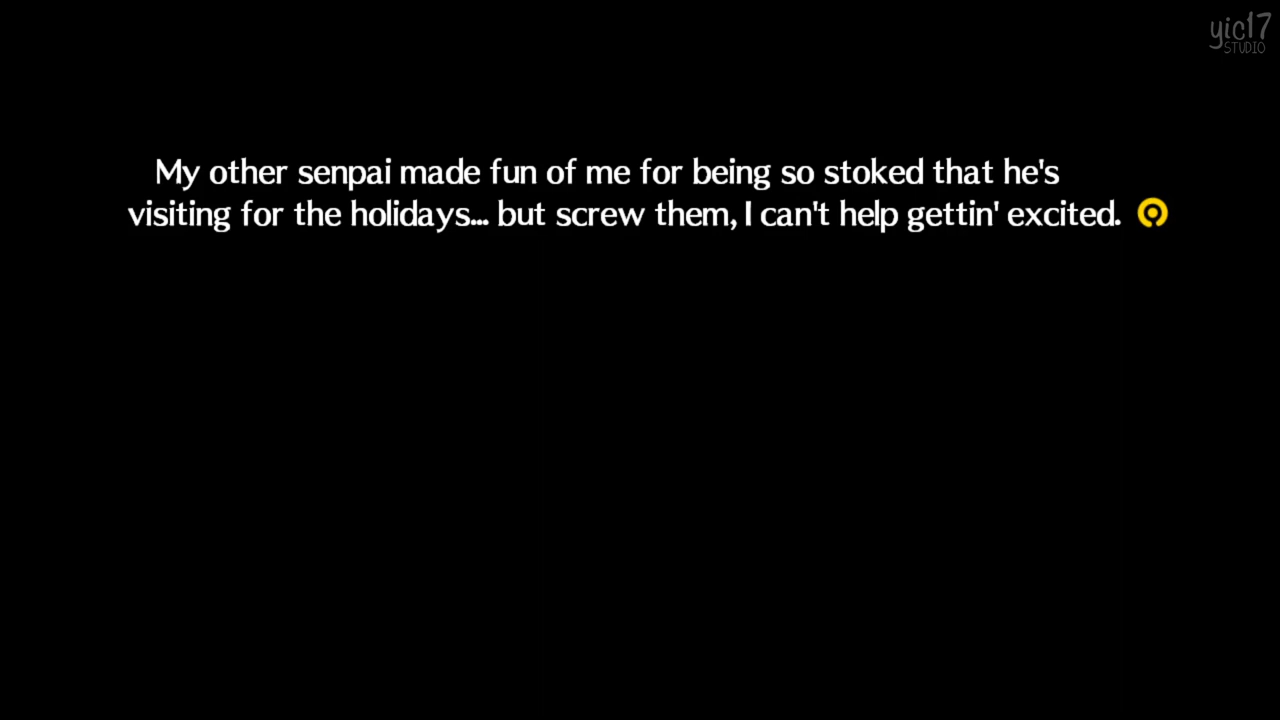 yic17
STUDIO
My other senpai made fun of me for being so stoked that he's
visiting for the holidays... but screw them, I can't help gettin' excited.